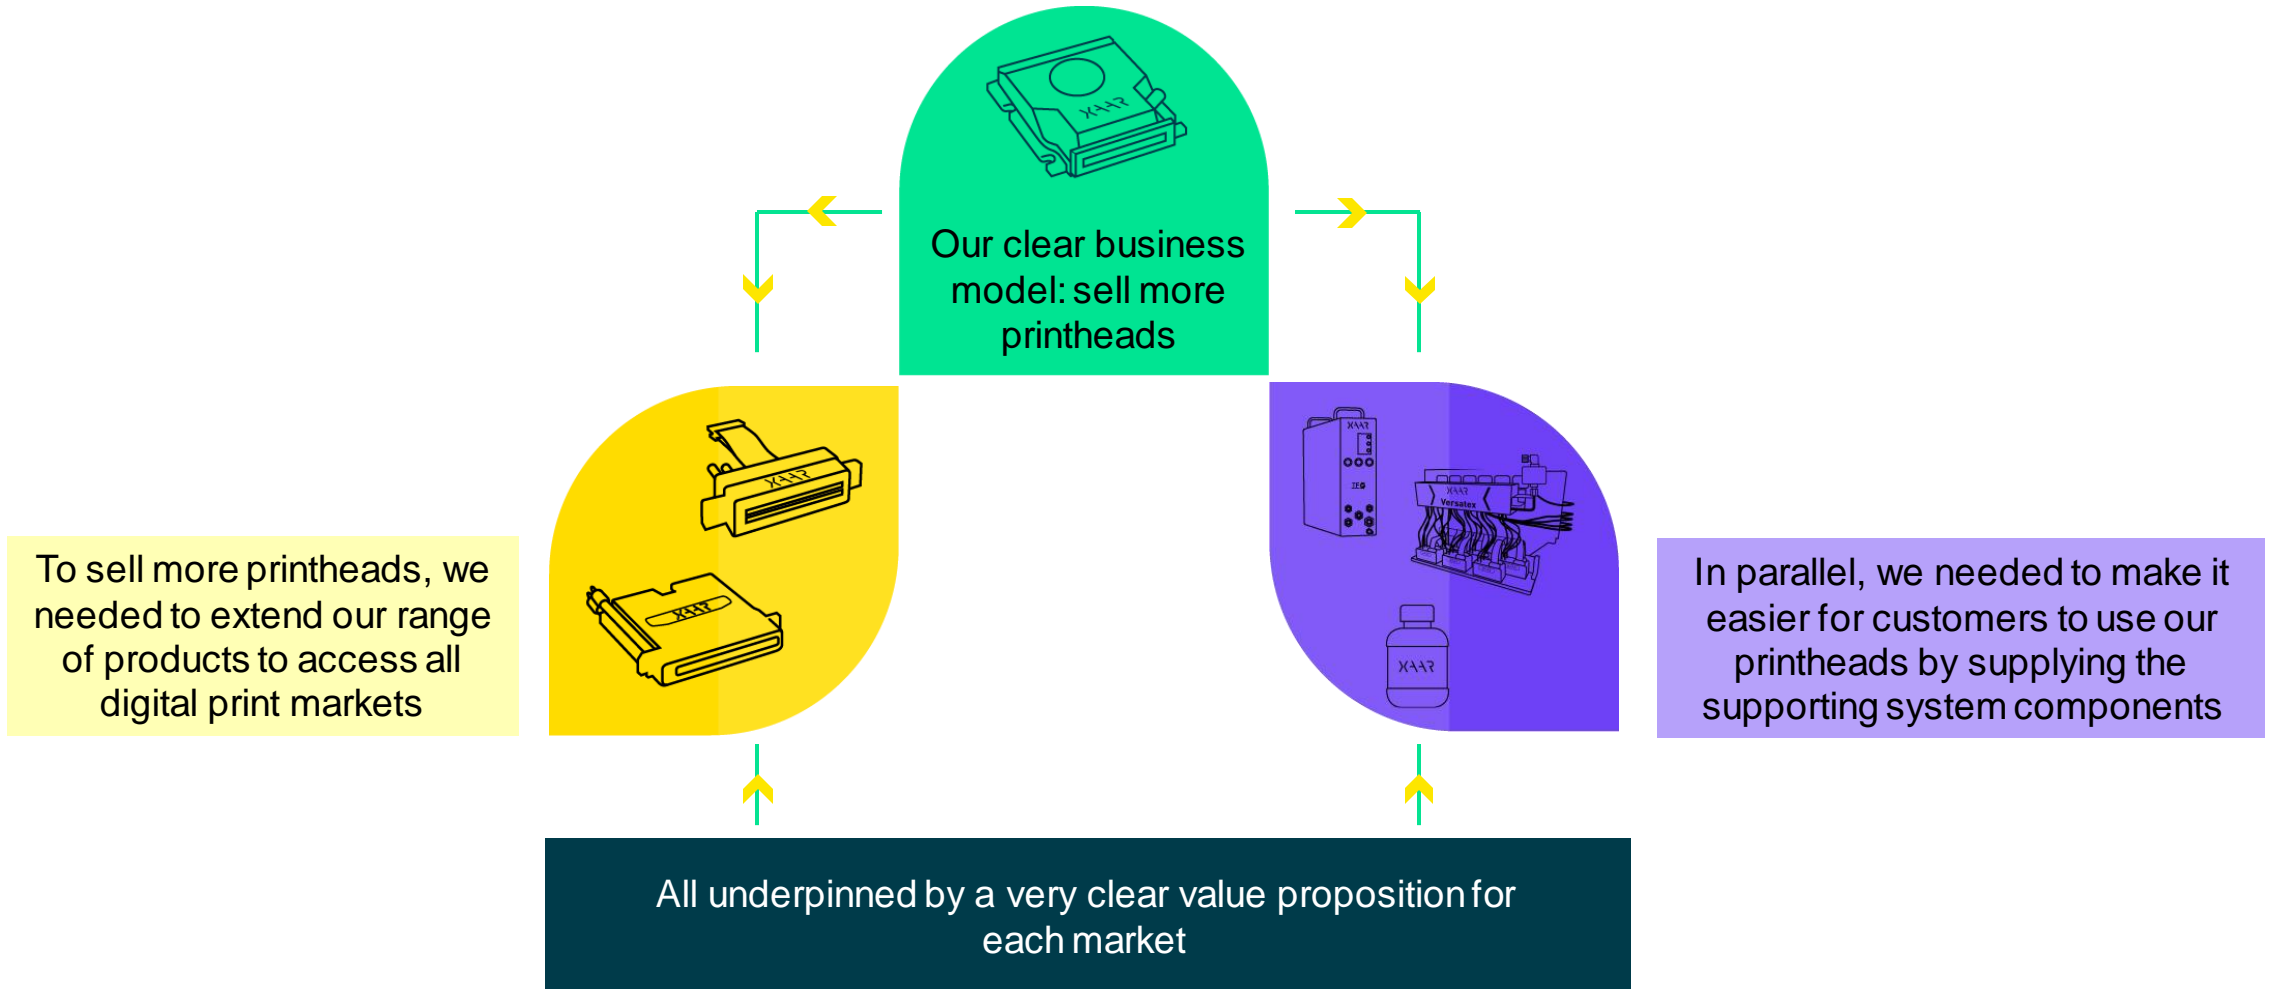 XAAR
Our clear business
model: sell more
printheads
XAAR
XAAR
To sell more printheads, we
needed to extend our range
of products to access all
digital print markets
XAAR
XAAR
Versatex
XAAR
In parallel, we needed to make it
easier for customers to use our
printheads by supplying the
supporting system components
All underpinned by a very clear value proposition for
each market